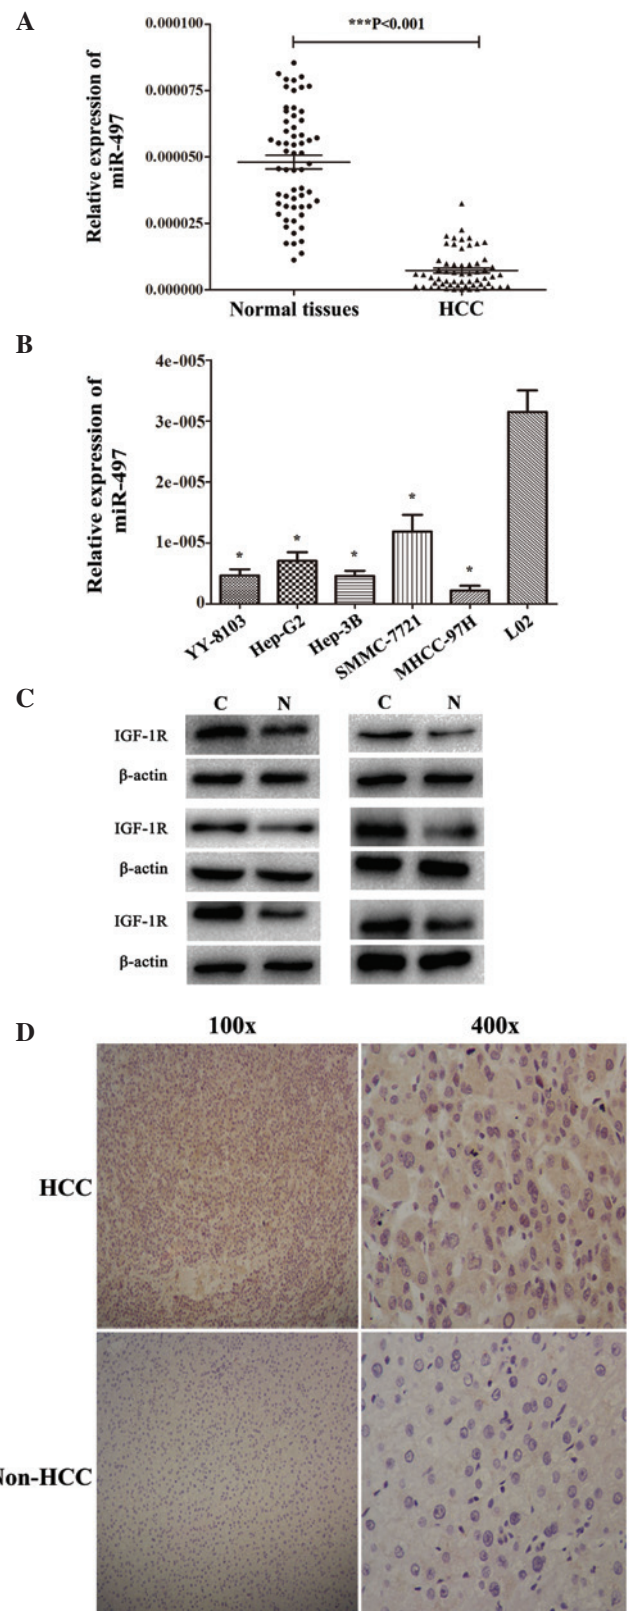 A
0.000100
***P<0.001
0.000075
0.000050
0.000025
0.000000
Relative expression of
miR-497
Normal tissues
HCC
B
4e-005
3e-005
2e-005
1e-005
0
Relative expression of
miR-497
*
*
*
*
*
YY-8103
Hep-G2
Hep-3B
SMMC-7721
MHCC-97H
L02
C
C N C N
IGF-1R
β-actin
IGF-1R
β-actin
IGF-1R
β-actin
D
100x 400x
HCC
Non-HCC